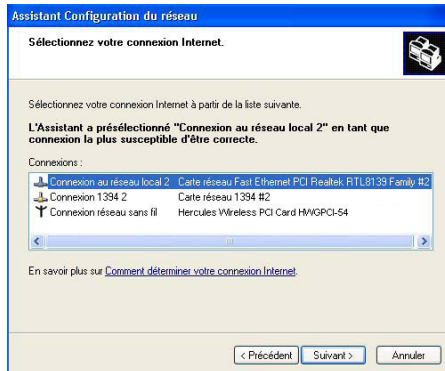 Assistant Configuration du réseau
Sélectionnez votre connexion Internet.
Sélectionnez votre connexion Internet à partir de la liste suivante.
L'Assistant a présélectionné "Connexion au réseau local 2" en tant que
connexion la plus susceptible d'être correcte.
Connexions :
Connexion au réseau local 2 Carte réseau Fast Ethernet PCI Realtek RTL8139 Family #2
Connexion 1394 2 Carte réseau 1394 #2
Connexion réseau sans fil Hercules Wireless PCI Card HWGPCI-54
En savoir plus sur Comment déterminer votre connexion Internet.
< Précédent Suivant > Annuler